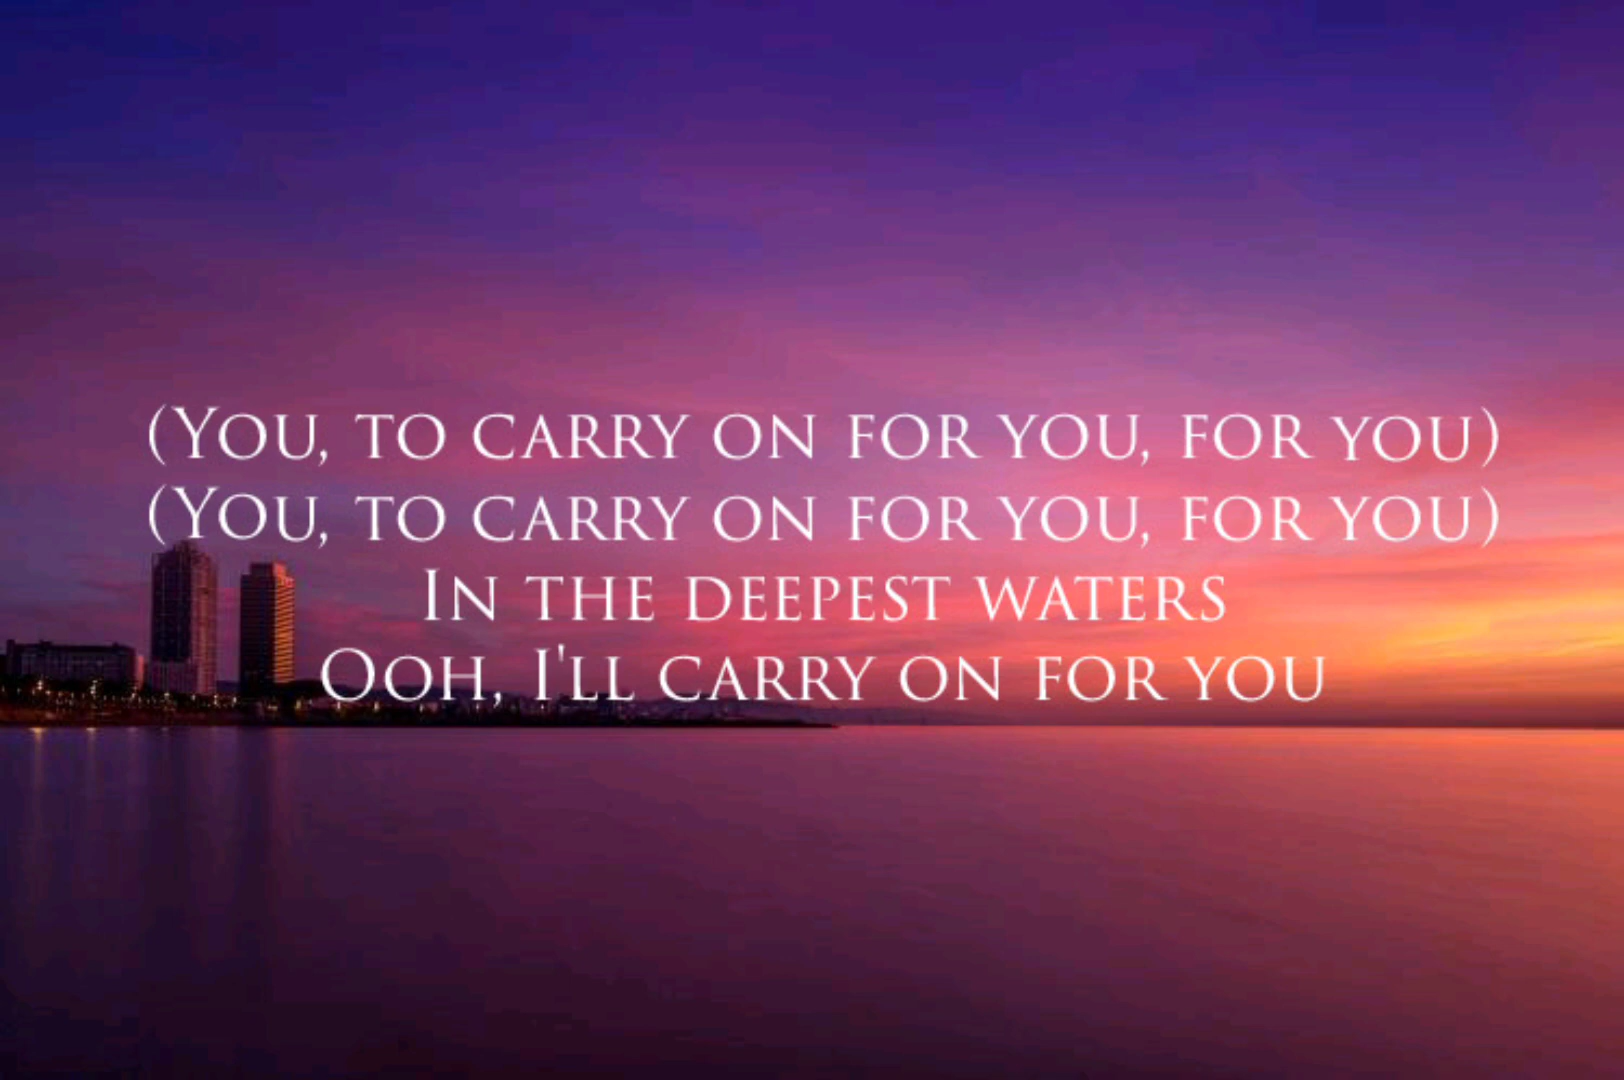 (You, to carry on for you, for you)
(You, to carry on for you, for you)
In the deepest waters
Ooh, I'll carry on for you